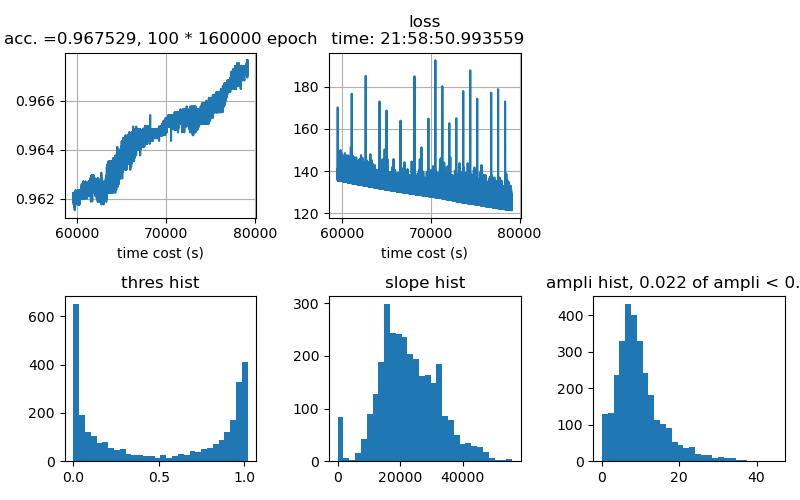 acc. =0.967529, 100 * 160000 epoch
loss
time: 21:58:50.993559
0.966
0.964
0.962
60000 70000 80000
time cost (s)
180
160
140
120
60000 70000 80000
time cost (s)
thres hist
600
400
200
0
0.0 0.5 1.0
slope hist
300
200
100
0
0 20000 40000
ampli hist, 0.022 of ampli < 0.
400
300
200
100
0
0 20 40